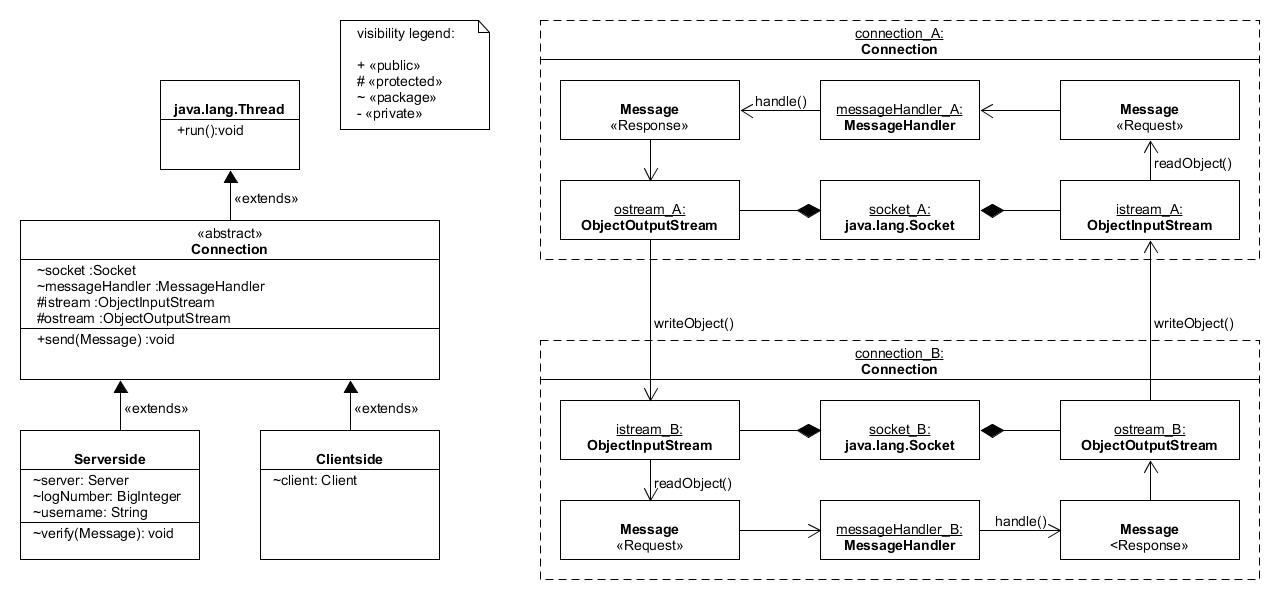 visibility legend:
+ «public»
# «protected»
~ «package»
- «private»
java.lang.Thread
+run():void
«extends»
«abstract»
Connection
~socket :Socket
~messageHandler :MessageHandler
#istream :ObjectInputStream
#ostream :ObjectOutputStream
+send(Message) :void
«extends»
«extends»
Serverside
~server: Server
~logNumber: BigInteger
~username: String
~verify(Message): void
Clientside
~client: Client
connection_A:
Connection
Message
«Response»
handle()
messageHandler_A:
MessageHandler
Message
«Request»
readObject()
ostream_A:
ObjectOutputStream
socket_A:
java.lang.Socket
istream_A:
ObjectInputStream
writeObject()
writeObject()
connection_B:
Connection
istream_B:
ObjectInputStream
socket_B:
java.lang.Socket
ostream_B:
ObjectOutputStream
readObject()
Message
«Request»
messageHandler_B:
MessageHandler
handle()
Message
<Response»